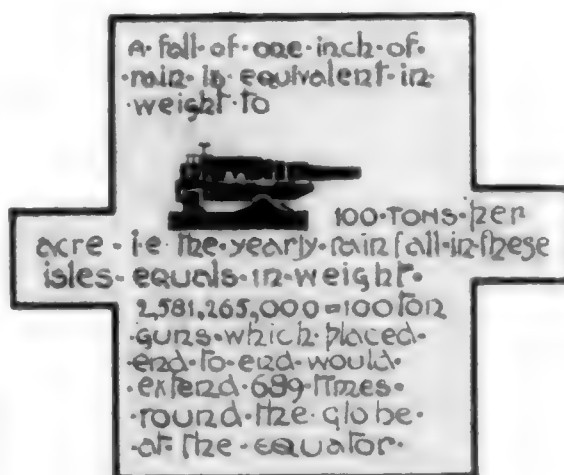 A·fall·of·one·inch·of·
·rain·is·equivalent·in·
·weight·to
100·TONS·per
acre·i·e·the·yearly·rain fall·in·these
isles·equals·in·weight·
2,581,265,000=100 ton
·guns·which·placed·
·end·to·end·would·
·extend·689·times·
·round·the·globe·
·at·the·equator·